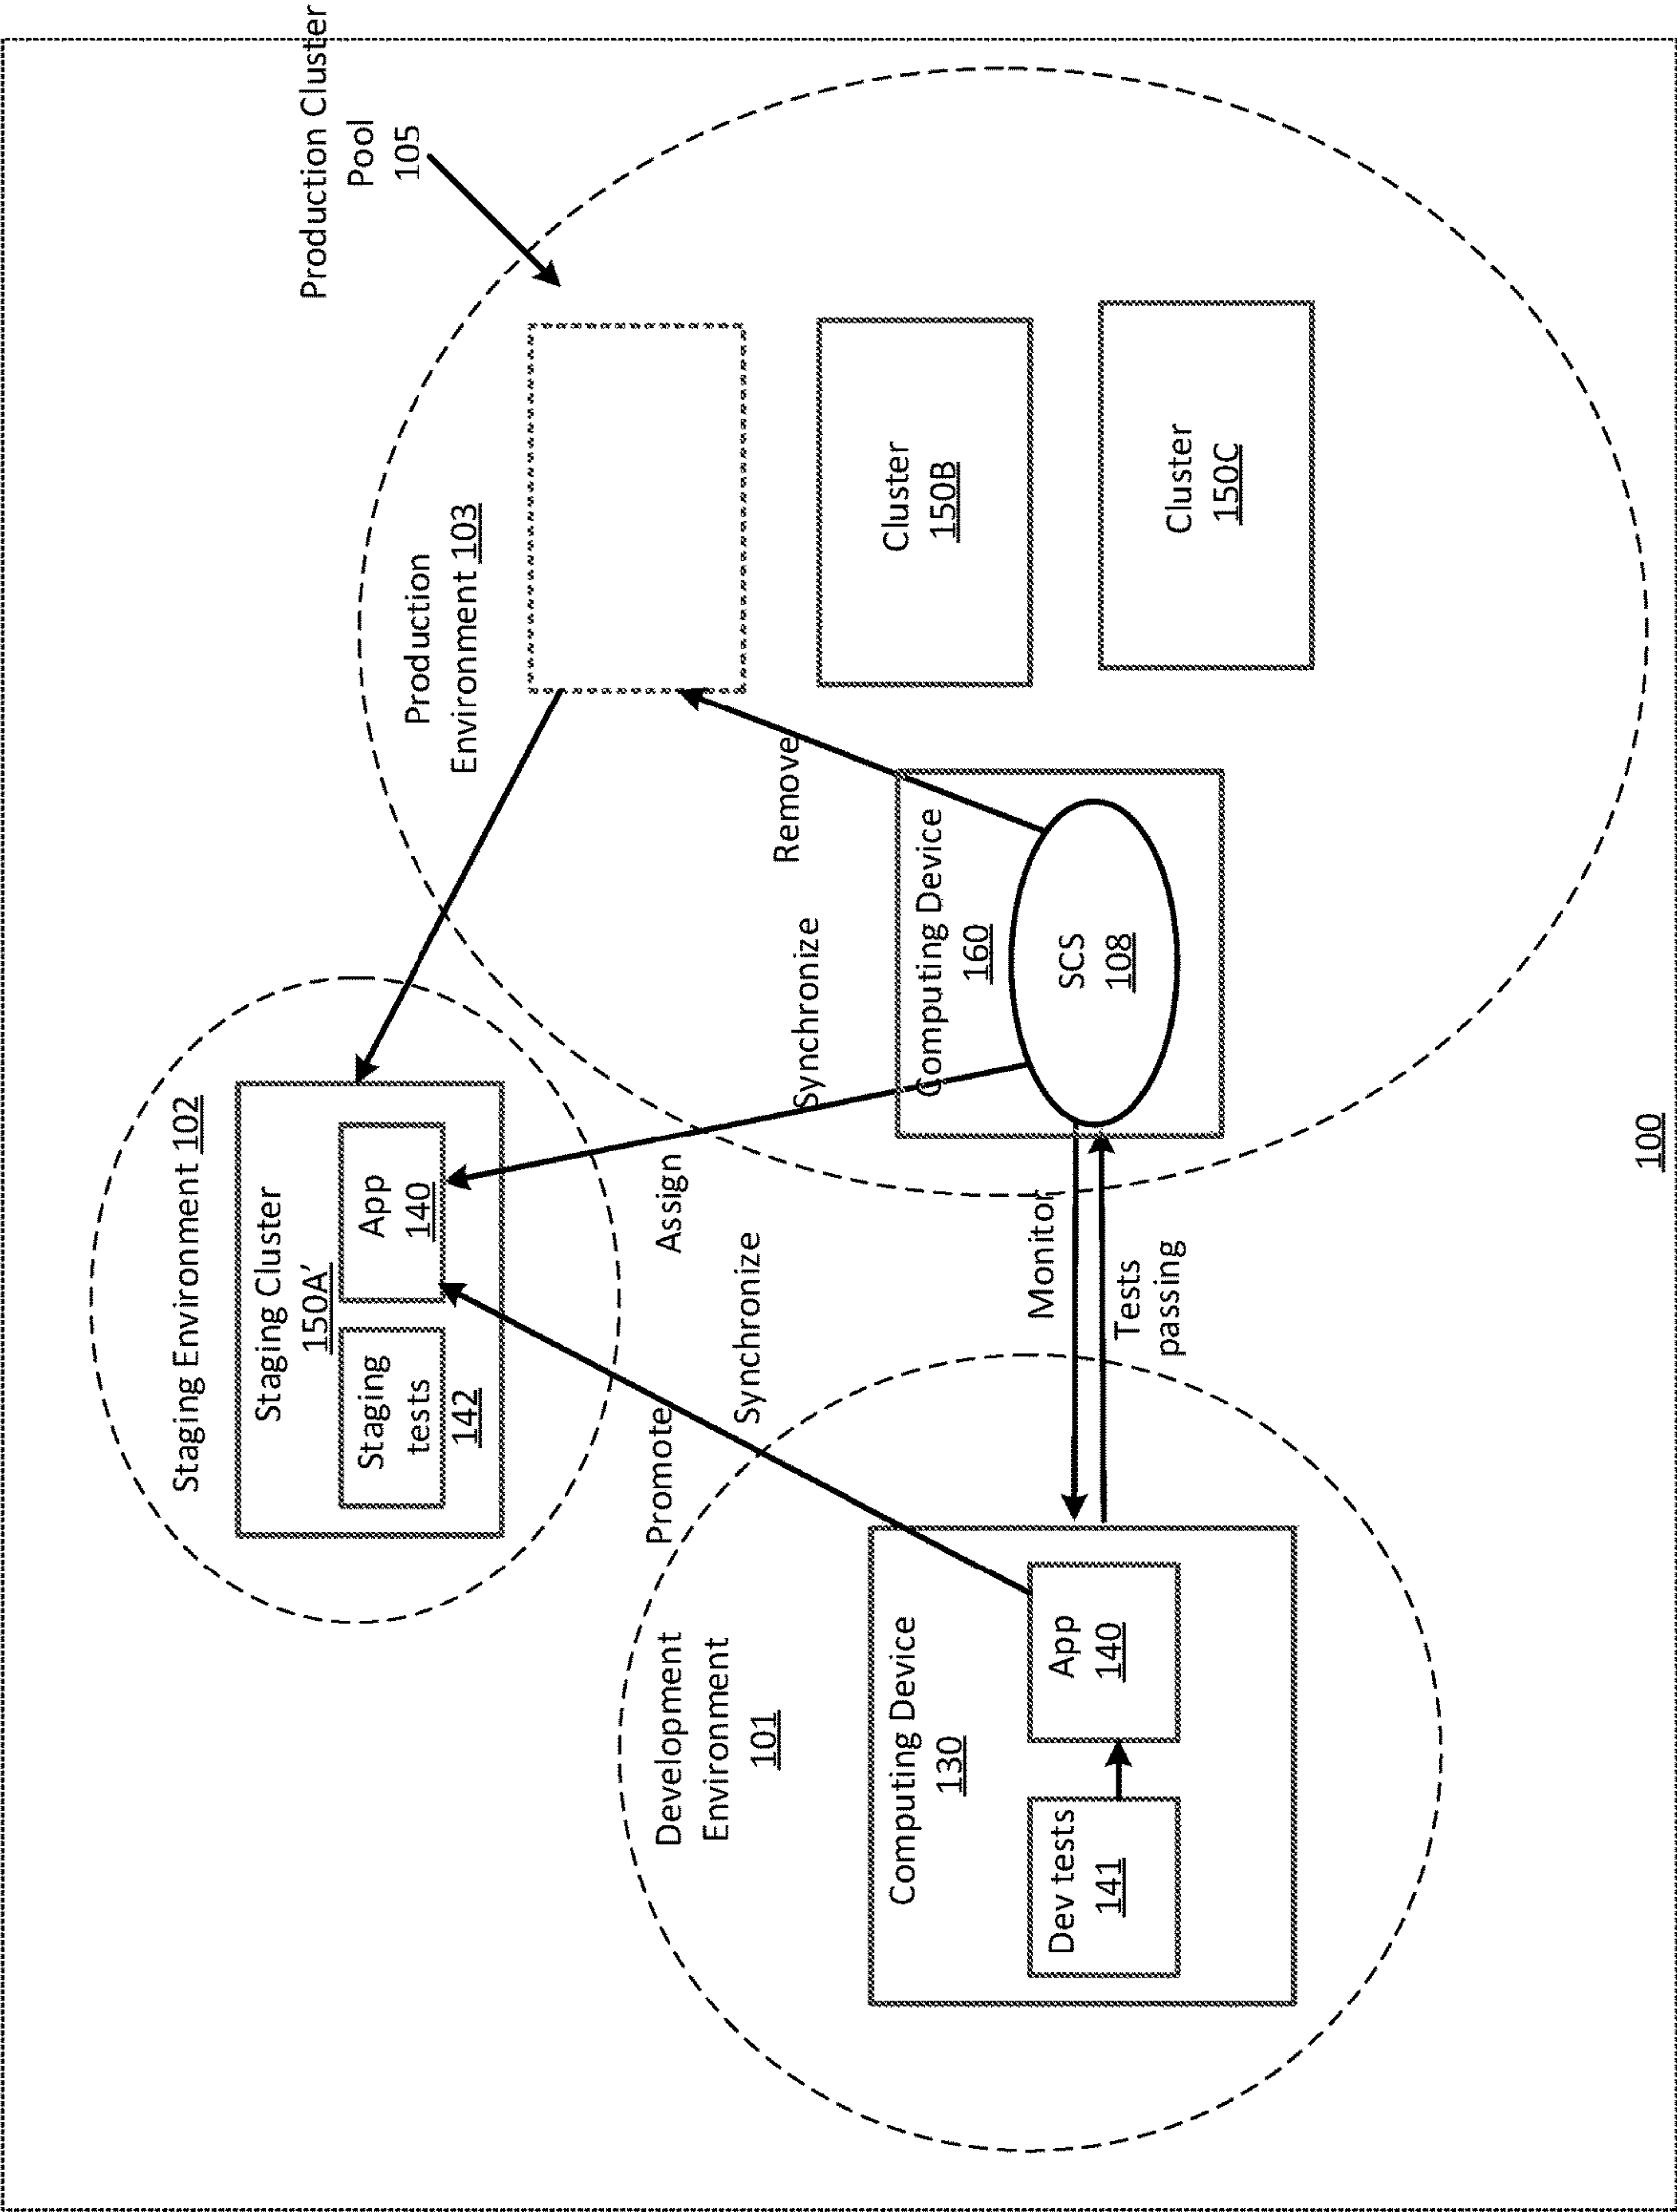 Production Cluster
Pool
105
Staging Environment 102
Staging Cluster
150A′
Staging
tests
142
App
140
Production
Environment 103
Promote
Synchronize
Assign
Synchronize
Remove
Development
Environment
101
Computing Device
130
Dev tests
141
App
140
Monitor
Tests
passing
Computing Device
160
SCS
108
Cluster
150B
Cluster
150C
100